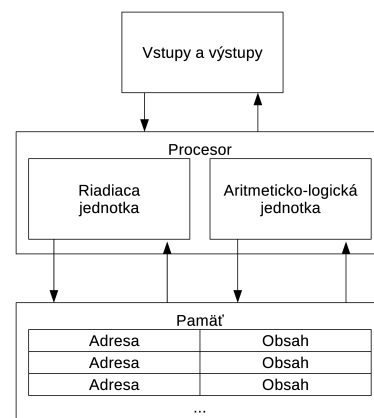 Vstupy a výstupy
Procesor
Riadiaca
jednotka
Aritmeticko-logická
jednotka
Pamäť
Adresa Obsah
Adresa Obsah
Adresa Obsah
...